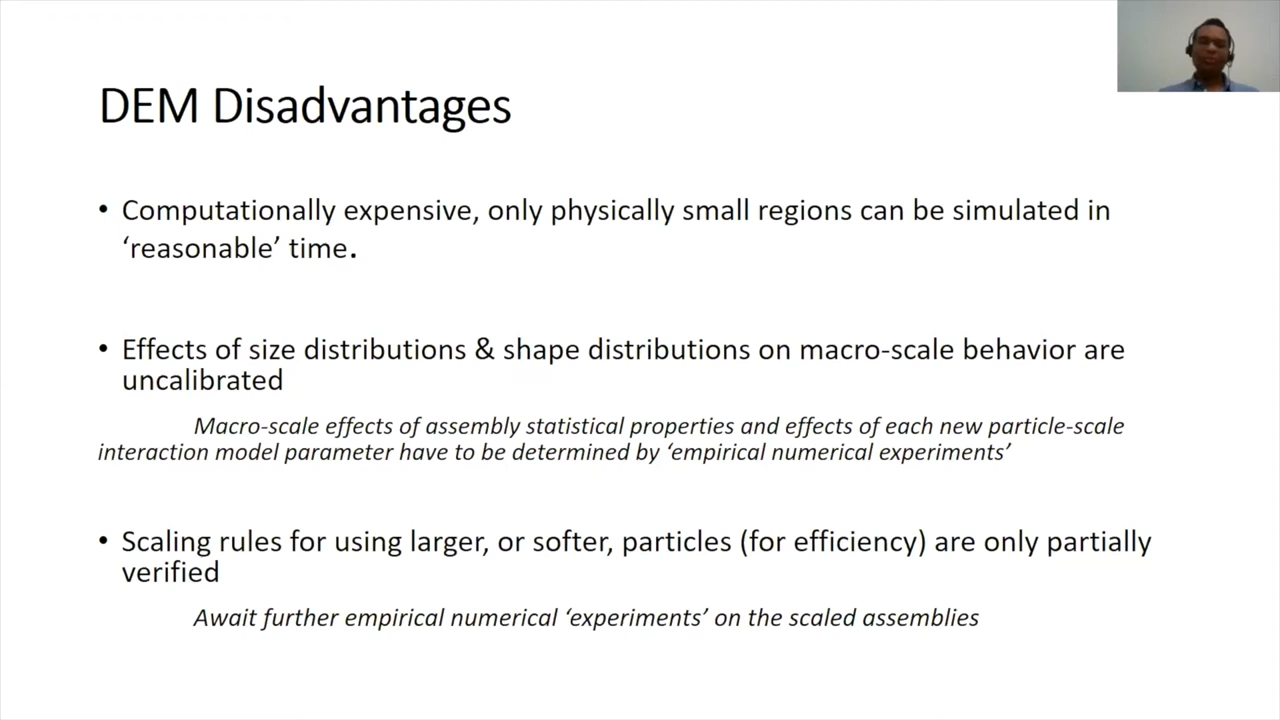 DEM Disadvantages
• Computationally expensive, only physically small regions can be simulated in
‘reasonable’ time.
• Effects of size distributions & shape distributions on macro-scale behavior are
uncalibrated
Macro-scale effects of assembly statistical properties and effects of each new particle-scale
interaction model parameter have to be determined by ‘empirical numerical experiments’
• Scaling rules for using larger, or softer, particles (for efficiency) are only partially
verified
Await further empirical numerical ‘experiments’ on the scaled assemblies